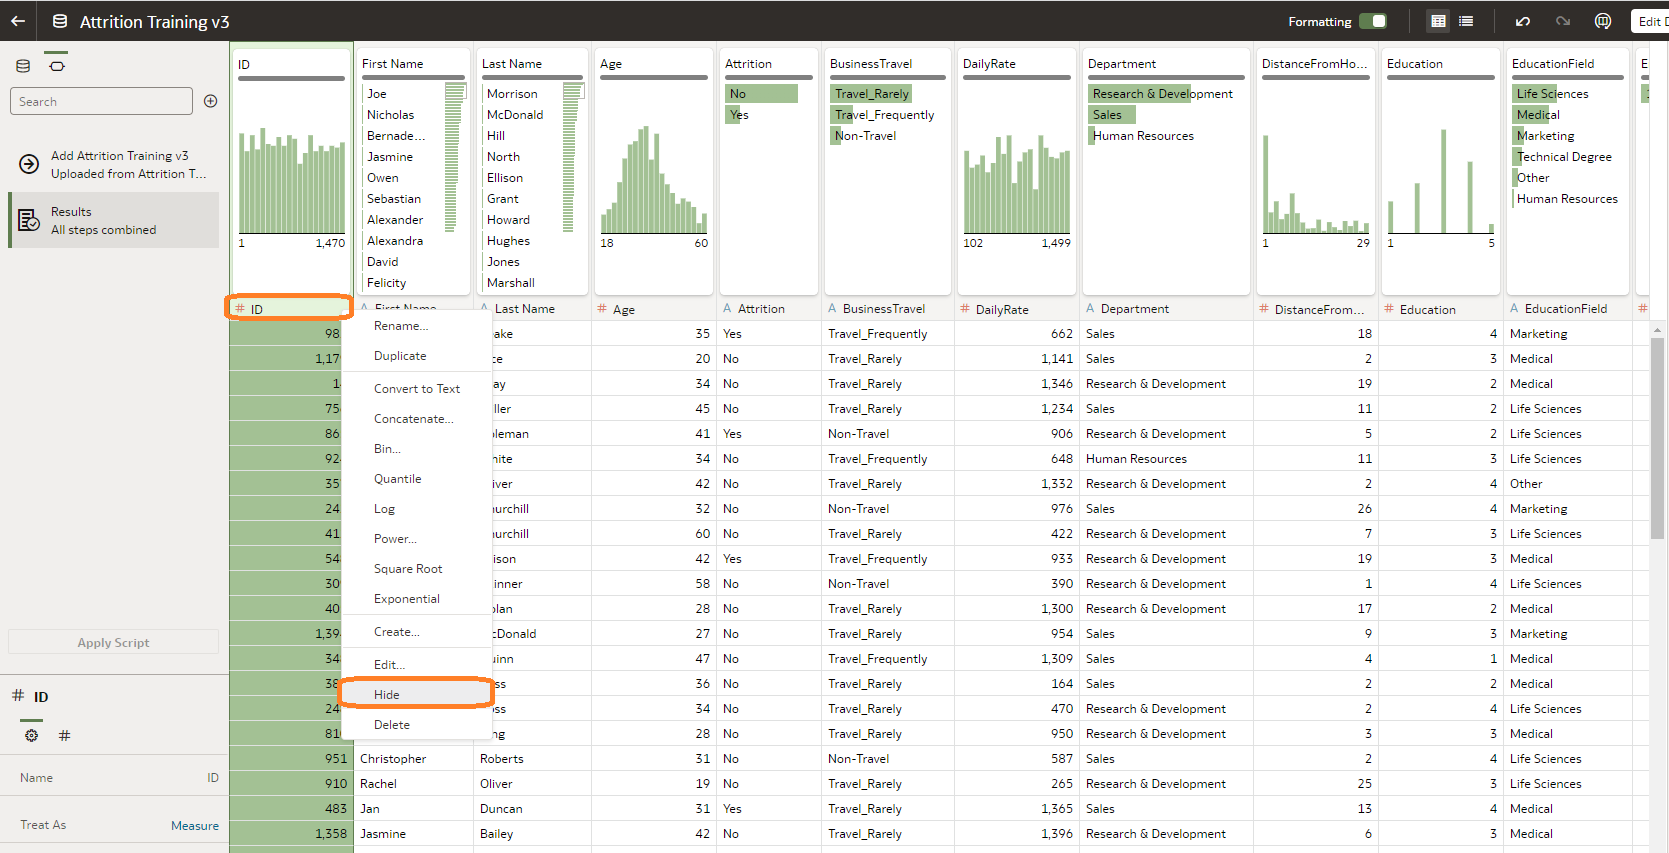 Attrition Training v3
Formatting
Edit D
Search
Add Attrition Training v3
Uploaded from Attrition T...
Results
All steps combined
Apply Script
# ID
#
Name ID
Treat As Measure
ID First Name Last Name Age Attrition BusinessTravel DailyRate Department DistanceFromHo... Education EducationField E
Joe Morrison No Travel_Rarely Research & Development Life Sciences
Nicholas McDonald Yes Travel_Frequently Sales Medical
Bernade... Hill Non-Travel Human Resources Marketing
Jasmine North Technical Degree
Owen Ellison Other
Sebastian Grant Human Resources
Alexander Howard
1 1,470 Alexandra Hughes 18 60 102 1,499 1 29 1 5
David Jones
Felicity Marshall
# ID A First Name A Last Name # Age A Attrition A BusinessTravel # DailyRate A Department # DistanceFrom... # Education A EducationField #
98 ake 35 Yes Travel_Frequently 662 Sales 18 4 Marketing
1,17 ce 20 No Travel_Rarely 1,141 Sales 2 3 Medical
1 ay 34 No Travel_Rarely 1,346 Research & Development 19 2 Medical
75 ller 45 No Travel_Rarely 1,234 Sales 11 2 Life Sciences
86 oleman 41 Yes Non-Travel 906 Research & Development 5 2 Life Sciences
92 hite 34 No Travel_Frequently 648 Human Resources 11 3 Life Sciences
35 iver 42 No Travel_Rarely 1,332 Research & Development 2 4 Other
24 hurchill 32 No Non-Travel 976 Sales 26 4 Marketing
41 hurchill 60 No Travel_Rarely 422 Research & Development 7 3 Life Sciences
54 ison 42 Yes Travel_Frequently 933 Research & Development 19 3 Medical
30 inner 58 No Non-Travel 390 Research & Development 1 4 Life Sciences
40 olan 28 No Travel_Rarely 1,300 Research & Development 17 2 Medical
1,39 cDonald 27 No Travel_Rarely 954 Sales 9 3 Marketing
34 uinn 47 No Travel_Frequently 1,309 Sales 4 1 Medical
38 ss 36 No Travel_Rarely 164 Sales 2 2 Medical
24 oss 34 No Travel_Rarely 470 Research & Development 2 4 Life Sciences
81 ng 28 No Travel_Rarely 950 Research & Development 3 3 Medical
951 Christopher Roberts 31 No Non-Travel 587 Sales 2 4 Life Sciences
910 Rachel Oliver 19 No Travel_Rarely 265 Research & Development 25 3 Life Sciences
483 Jan Duncan 31 Yes Travel_Rarely 1,365 Sales 13 4 Medical
1,358 Jasmine Bailey 42 No Travel_Rarely 1,396 Research & Development 6 3 Medical
Rename...
Duplicate
Convert to Text
Concatenate...
Bin...
Quantile
Log
Power...
Square Root
Exponential
Create...
Edit...
Hide
Delete